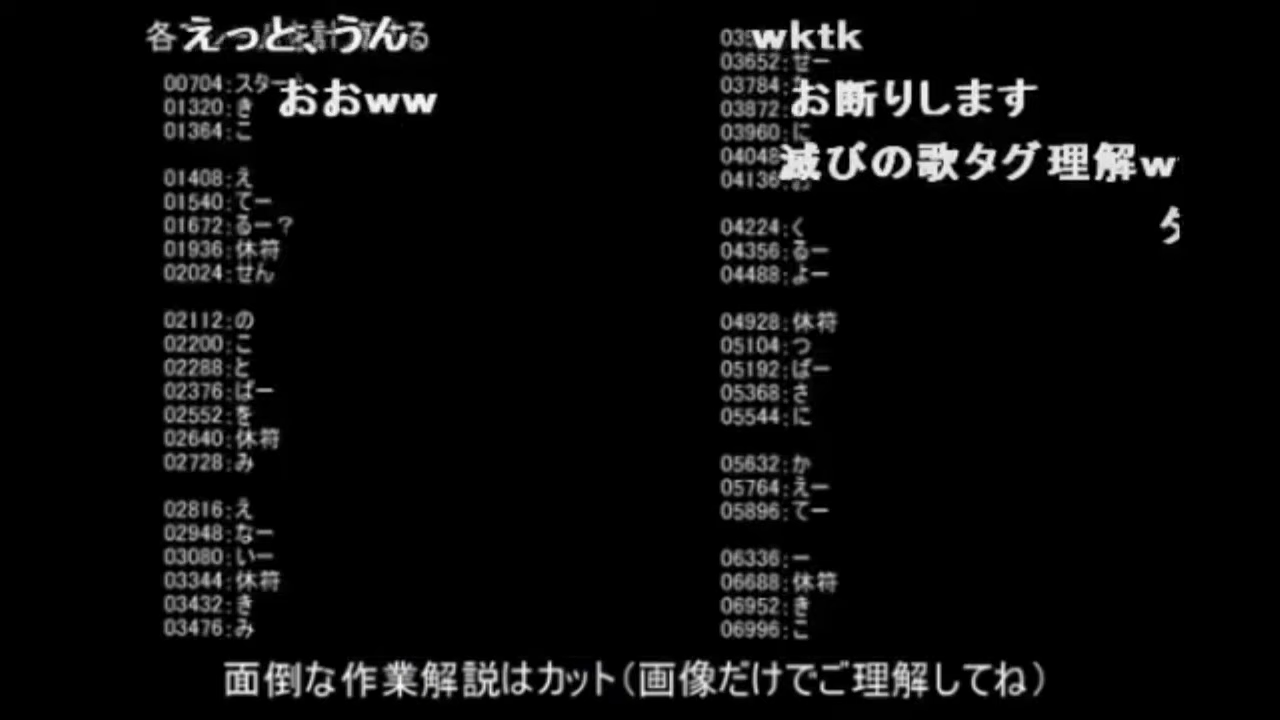 えっと、うん
00704:スター
おおww
01320:き
01364:こ
01408:え
01540:てー
01672:るー？
01936:休符
02024:せん
02112:の
02200:こ
02288:と
02376:ばー
02552:を
02640:休符
02728:み
02816:え
02948:なー
03080:いー
03344:休符
03432:き
03476:み
wktk
03652:せー
03784:
お断りします
03872:
03960:に
04048:
滅びの歌タグ理解w
04136:お
タ
04224:く
04356:るー
04488:よー
04928:休符
05104:つ
05192:ばー
05368:さ
05544:に
05632:か
05764:えー
05896:てー
06336:ー
06688:休符
06952:き
06996:こ
面倒な作業解説はカット（画像だけでご理解してね）